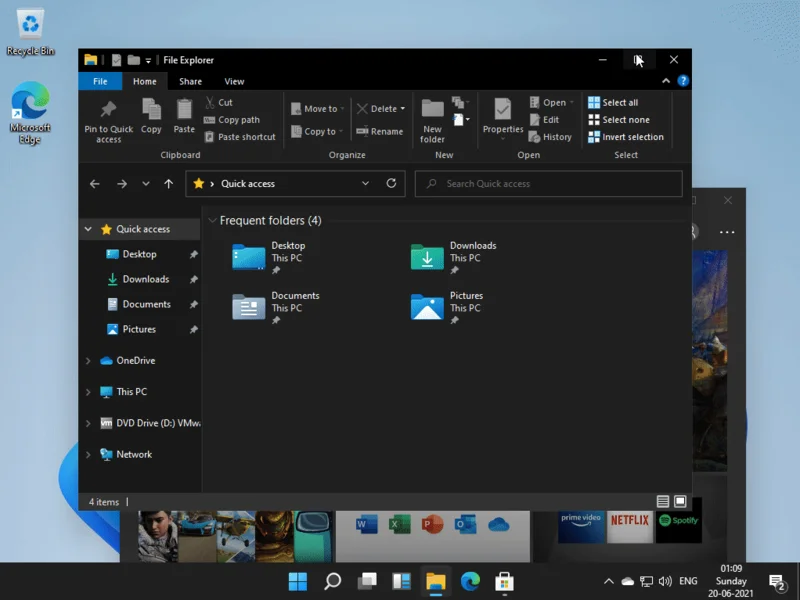 Recycle Bin
Microsoft
Edge
File Explorer
File
Home
Share
View
Pin to Quick
access
Copy
Paste
Cut
Copy path
Paste shortcut
Clipboard
Move to
Copy to
Delete
Rename
Organize
New
folder
New
Properties
Open
Edit
History
Open
Select all
Select none
Invert selection
Select
Quick access
Search Quick access
Quick access
Desktop
Downloads
Documents
Pictures
OneDrive
This PC
DVD Drive (D:) VMwa
Network
Frequent folders (4)
Desktop
This PC
Downloads
This PC
Documents
This PC
Pictures
This PC
4 items
prime video
NETFLIX
Spotify
ENG
01:09
Sunday
20-06-2021
2